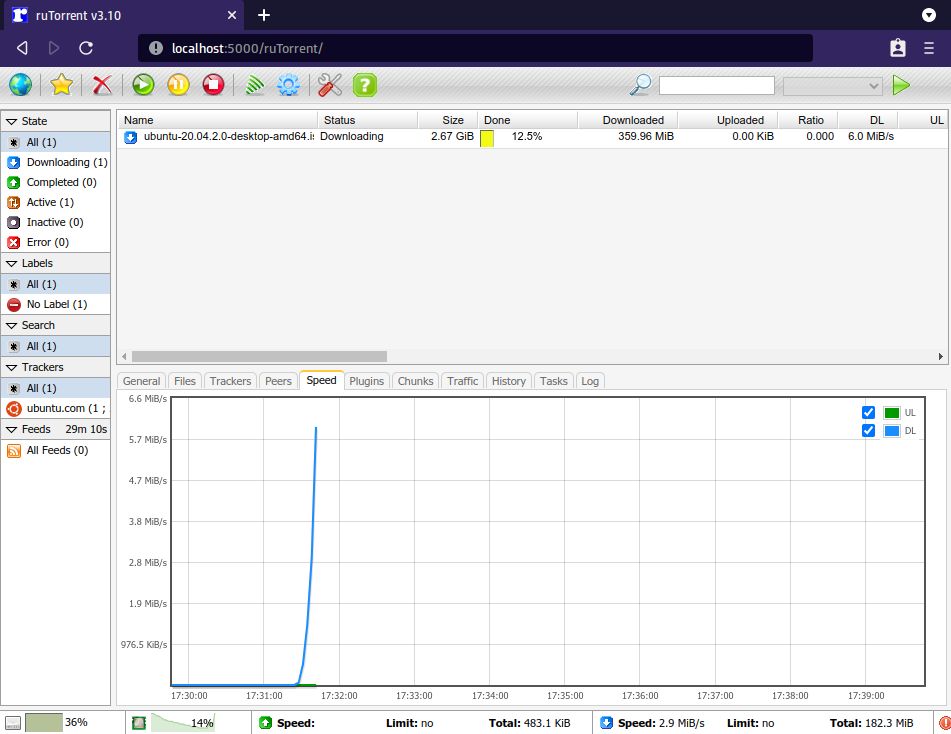 ruTorrent v3.10
localhost:5000/ruTorrent/
State
All (1)
Downloading (1)
Completed (0)
Active (1)
Inactive (0)
Error (0)
Labels
All (1)
No Label (1)
Search
All (1)
Trackers
All (1)
ubuntu.com (1 ;
Feeds 29m 10s
All Feeds (0)
Name Status Size Done Downloaded Uploaded Ratio DL UL
ubuntu-20.04.2.0-desktop-amd64.is Downloading 2.67 GiB 12.5% 359.96 MiB 0.00 KiB 0.000 6.0 MiB/s
General Files Trackers Peers Speed Plugins Chunks Traffic History Tasks Log
6.6 MiB/s
5.7 MiB/s
4.7 MiB/s
3.8 MiB/s
2.8 MiB/s
1.9 MiB/s
976.5 KiB/s
UL
DL
17:30:00 17:31:00 17:32:00 17:33:00 17:34:00 17:35:00 17:36:00 17:37:00 17:38:00 17:39:00
36% 14% Speed: Limit: no Total: 483.1 KiB Speed: 2.9 MiB/s Limit: no Total: 182.3 MiB